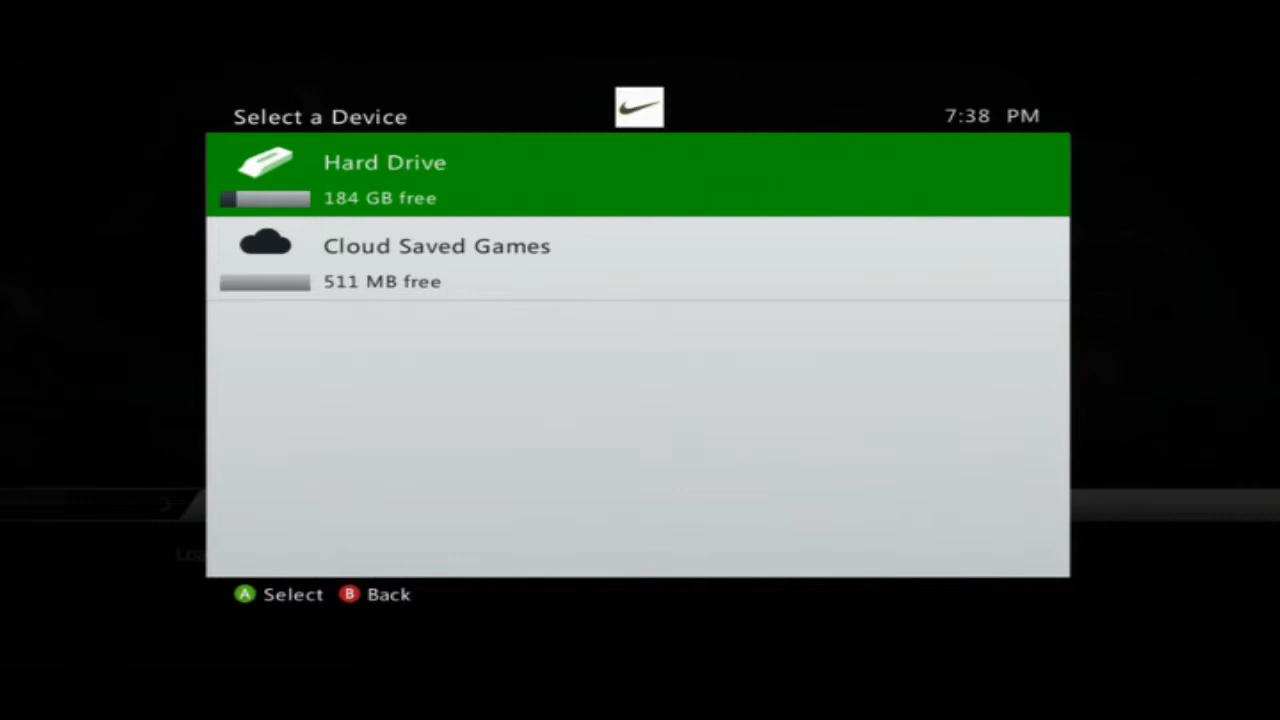 Select a Device
7:38 PM
Hard Drive
184 GB free
Cloud Saved Games
511 MB free
A Select B Back